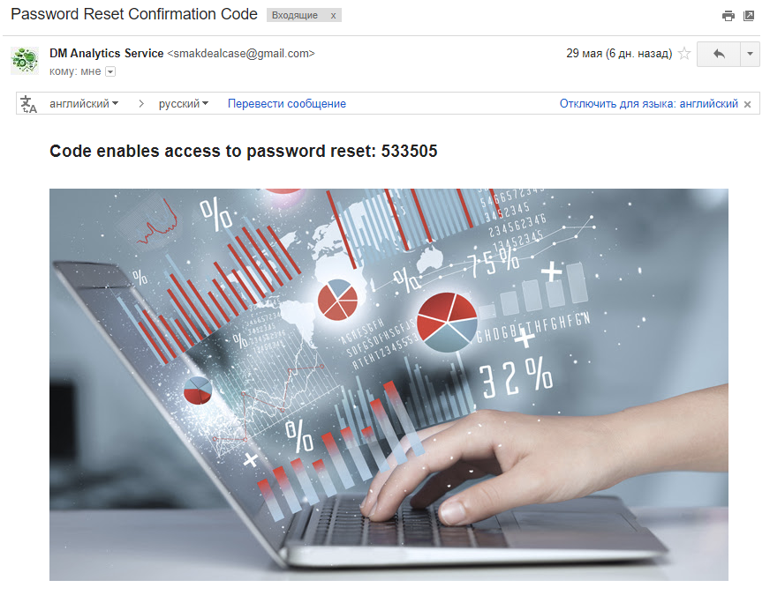 Password Reset Confirmation Code Входящие x
DM Analytics Service <smakdealcase@gmail.com> 29 мая (6 дн. назад)
кому: мне
английский > русский Перевести сообщение Отключить для языка: английский ×
Code enables access to password reset: 533505
%
%
75%
%
%
32%
%